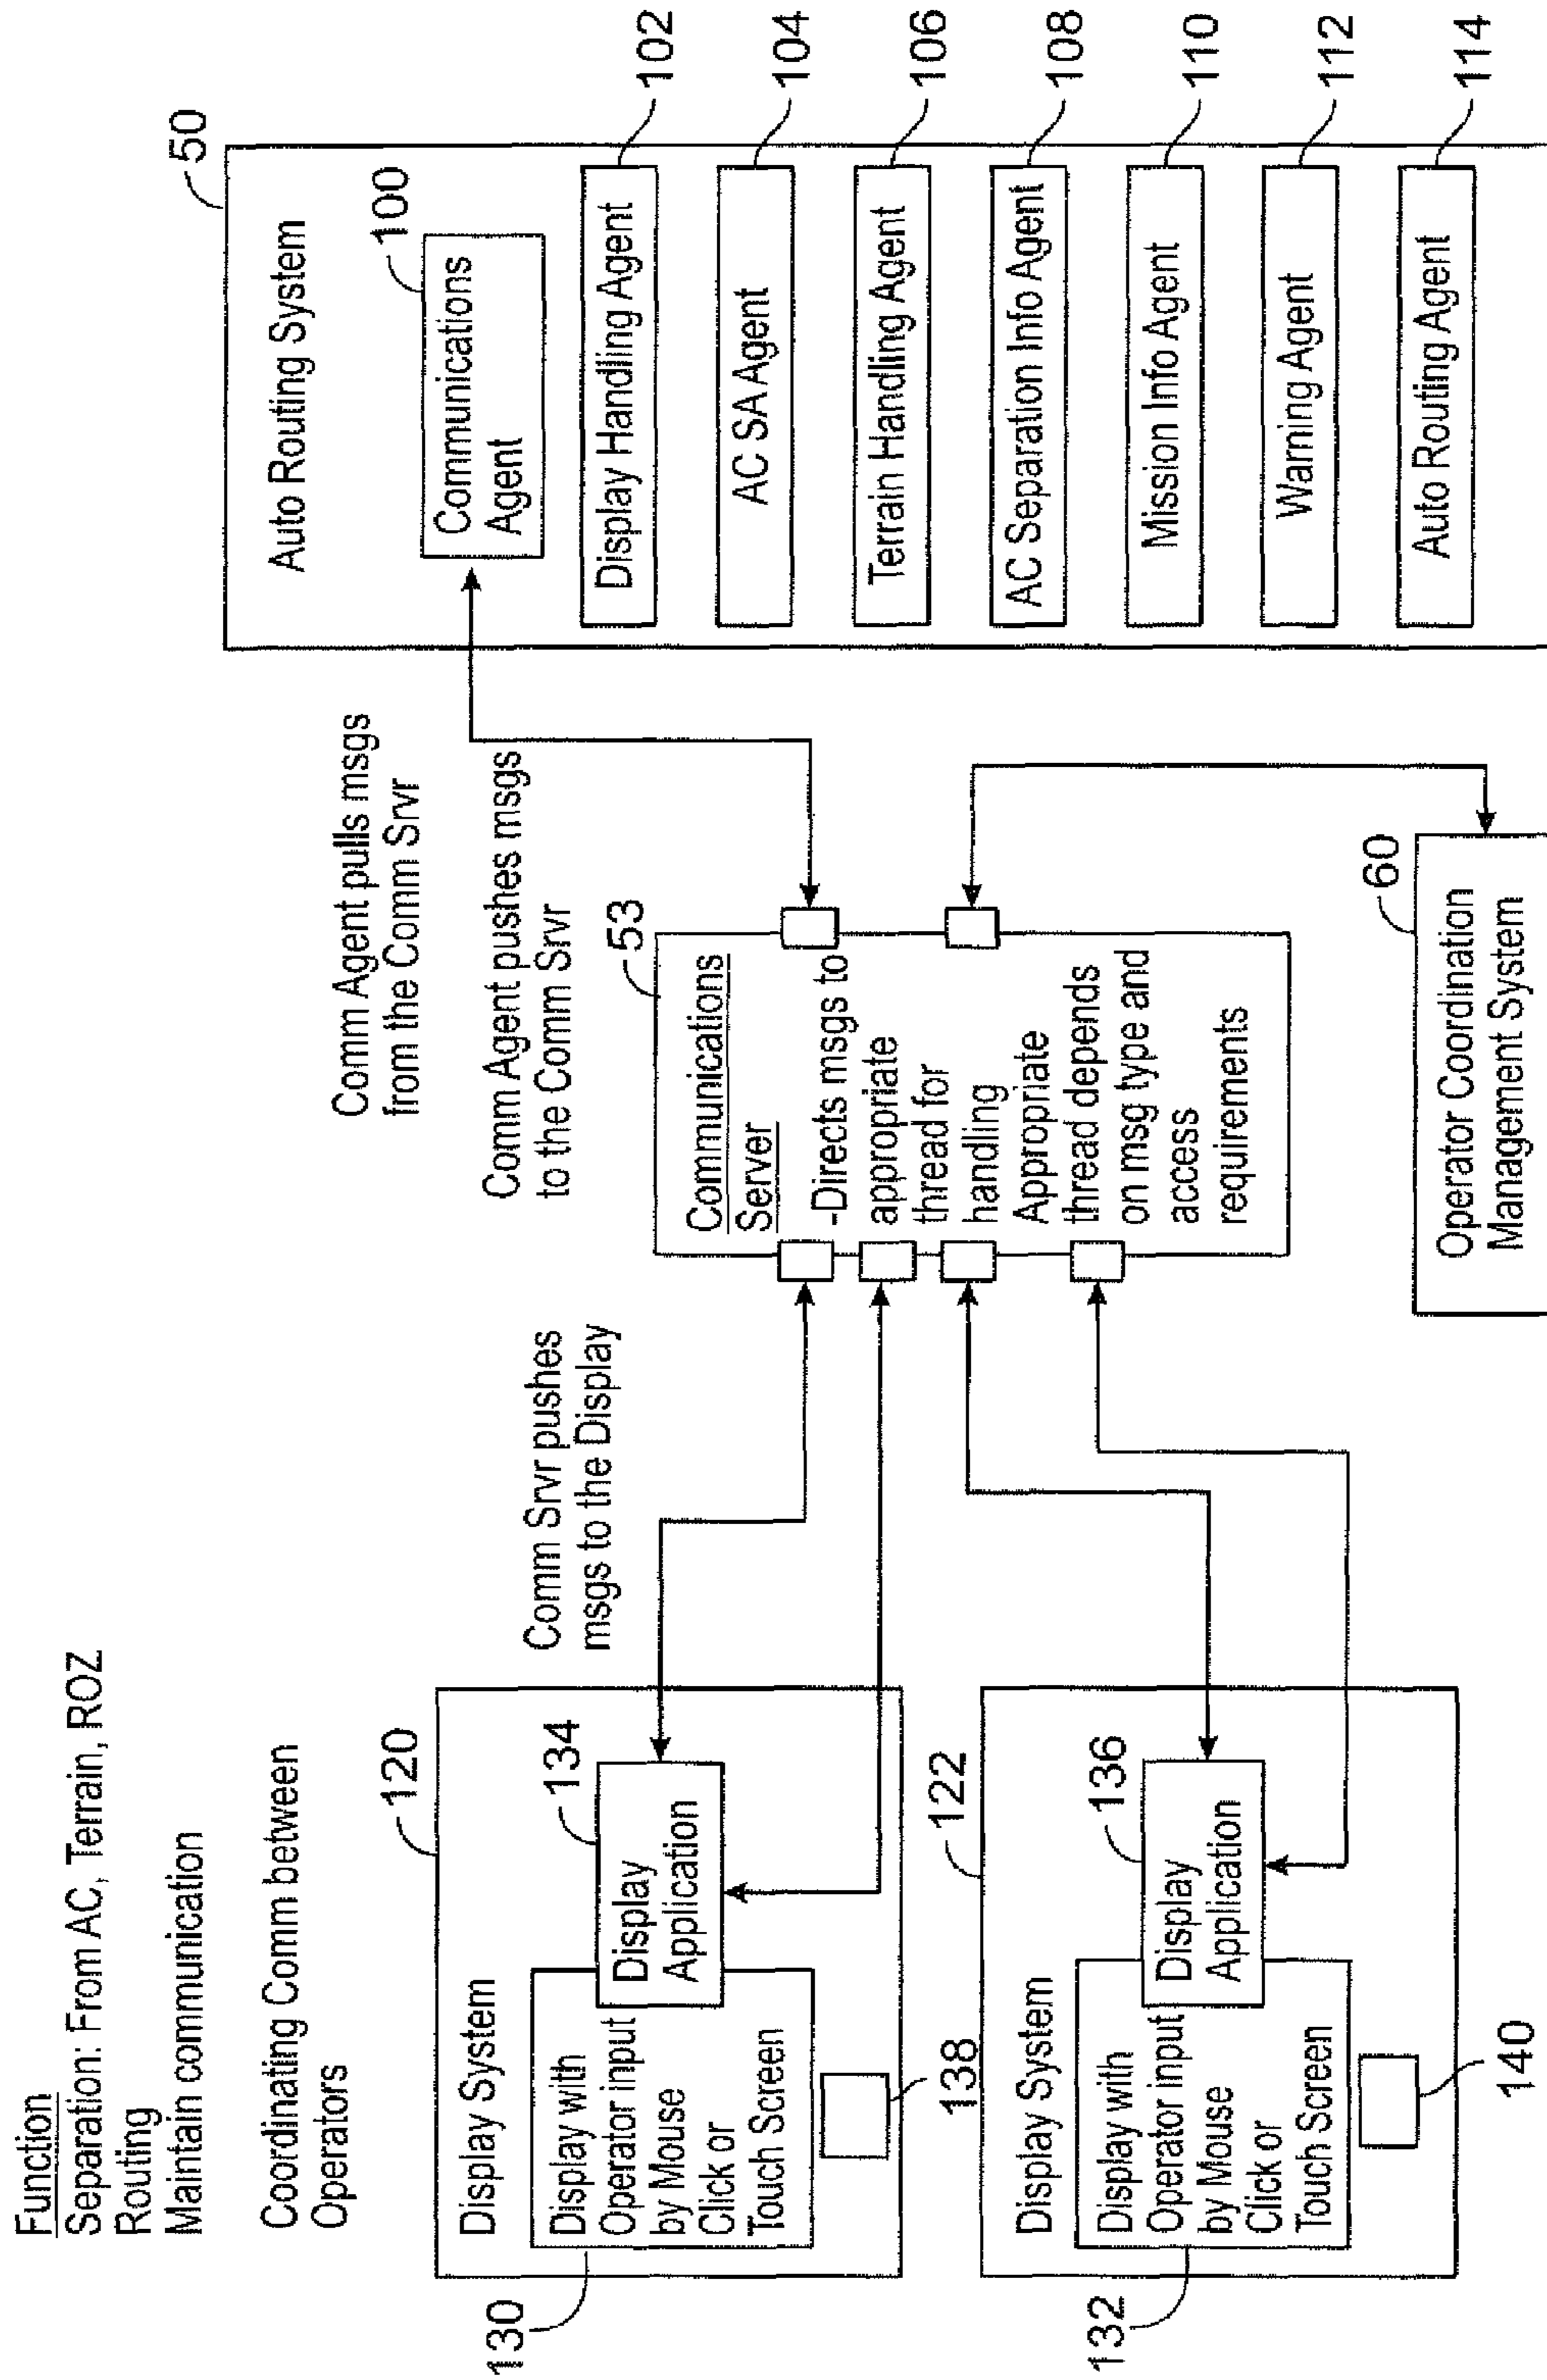 Function
Separation: From AC, Terrain, ROZ
Routing
Maintain communication
Coordinating Comm between
Operators
120
Display System
134
Display
Application
Display with
Operator input
by Mouse
Click or
Touch Screen
130
138
122
Display System
136
Display
Application
Display with
Operator input
by Mouse
Click or
Touch Screen
132
140
Comm Srvr pushes
msgs to the Display
Comm Agent pulls msgs
from the Comm Srvr
Comm Agent pushes msgs
to the Comm Srvr
53
Communications
Server
-Directs msgs to
appropriate
thread for
handling
Appropriate
thread depends
on msg type and
access
requirements
60
Operator Coordination
Management System
50
Auto Routing System
100
Communications
Agent
Display Handling Agent
102
AC SA Agent
104
Terrain Handling Agent
106
AC Separation Info Agent
108
Mission Info Agent
110
Warning Agent
112
Auto Routing Agent
114